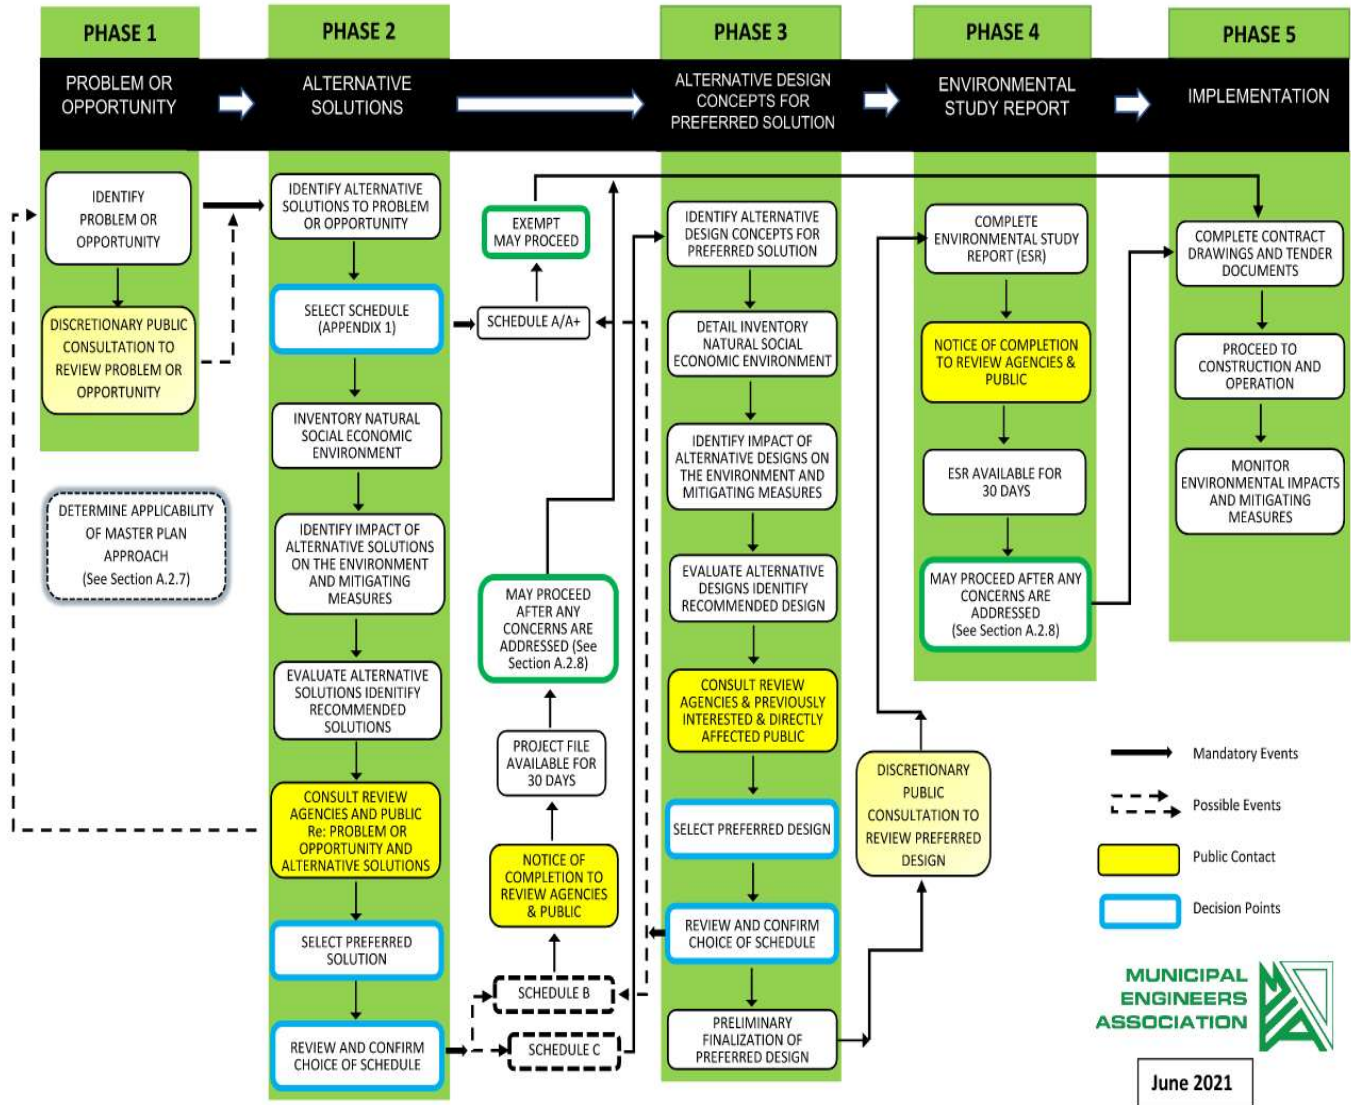 PHASE 1
PHASE 2
PHASE 3
PHASE 4
PHASE 5
PROBLEM OR
OPPORTUNITY
ALTERNATIVE
SOLUTIONS
ALTERNATIVE DESIGN
CONCEPTS FOR
PREFERRED SOLUTION
ENVIRONMENTAL
STUDY REPORT
IMPLEMENTATION
IDENTIFY
PROBLEM OR
OPPORTUNITY
DISCRETIONARY PUBLIC
CONSULTATION TO
REVIEW PROBLEM OR
OPPORTUNITY
DETERMINE APPLICABILITY
OF MASTER PLAN
APPROACH
(See Section A.2.7)
IDENTIFY ALTERNATIVE
SOLUTIONS TO PROBLEM
OR OPPORTUNITY
SELECT SCHEDULE
(APPENDIX 1)
INVENTORY NATURAL
SOCIAL ECONOMIC
ENVIRONMENT
IDENTIFY IMPACT OF
ALTERNATIVE SOLUTIONS
ON THE ENVIRONMENT
AND MITIGATING
MEASURES
EVALUATE ALTERNATIVE
SOLUTIONS IDENITIFY
RECOMMENDED
SOLUTIONS
CONSULT REVIEW
AGENCIES AND PUBLIC
Re: PROBLEM OR
OPPORTUNITY AND
ALTERNATIVE SOLUTIONS
SELECT PREFERRED
SOLUTION
REVIEW AND CONFIRM
CHOICE OF SCHEDULE
EXEMPT
MAY PROCEED
SCHEDULE A/A+
MAY PROCEED
AFTER ANY
CONCERNS ARE
ADDRESSED (See
Section A.2.8)
PROJECT FILE
AVAILABLE FOR
30 DAYS
NOTICE OF
COMPLETION TO
REVIEW AGENCIES
& PUBLIC
SCHEDULE B
SCHEDULE C
IDENTIFY ALTERNATIVE
DESIGN CONCEPTS FOR
PREFERRED SOLUTION
DETAIL INVENTORY
NATURAL SOCIAL
ECONOMIC ENVIRONMENT
IDENTIFY IMPACT OF
ALTERNATIVE DESIGNS ON
THE ENVIRONMENT AND
MITIGATING MEASURES
EVALUATE ALTERNATIVE
DESIGNS IDENITIFY
RECOMMENDED DESIGN
CONSULT REVIEW
AGENCIES & PREVIOUSLY
INTERESTED & DIRECTLY
AFFECTED PUBLIC
SELECT PREFERRED DESIGN
REVIEW AND CONFIRM
CHOICE OF SCHEDULE
PRELIMINARY
FINALIZATION OF
PREFERRED DESIGN
DISCRETIONARY
PUBLIC
CONSULTATION TO
REVIEW PREFERRED
DESIGN
COMPLETE
ENVIRONMENTAL STUDY
REPORT (ESR)
NOTICE OF COMPLETION
TO REVIEW AGENCIES &
PUBLIC
ESR AVAILABLE FOR
30 DAYS
MAY PROCEED AFTER ANY
CONCERNS ARE
ADDRESSED
(See Section A.2.8)
COMPLETE CONTRACT
DRAWINGS AND TENDER
DOCUMENTS
PROCEED TO
CONSTRUCTION AND
OPERATION
MONITOR
ENVIRONMENTAL IMPACTS
AND MITIGATING
MEASURES
Mandatory Events
Possible Events
Public Contact
Decision Points
MUNICIPAL
ENGINEERS
ASSOCIATION
MEA
June 2021